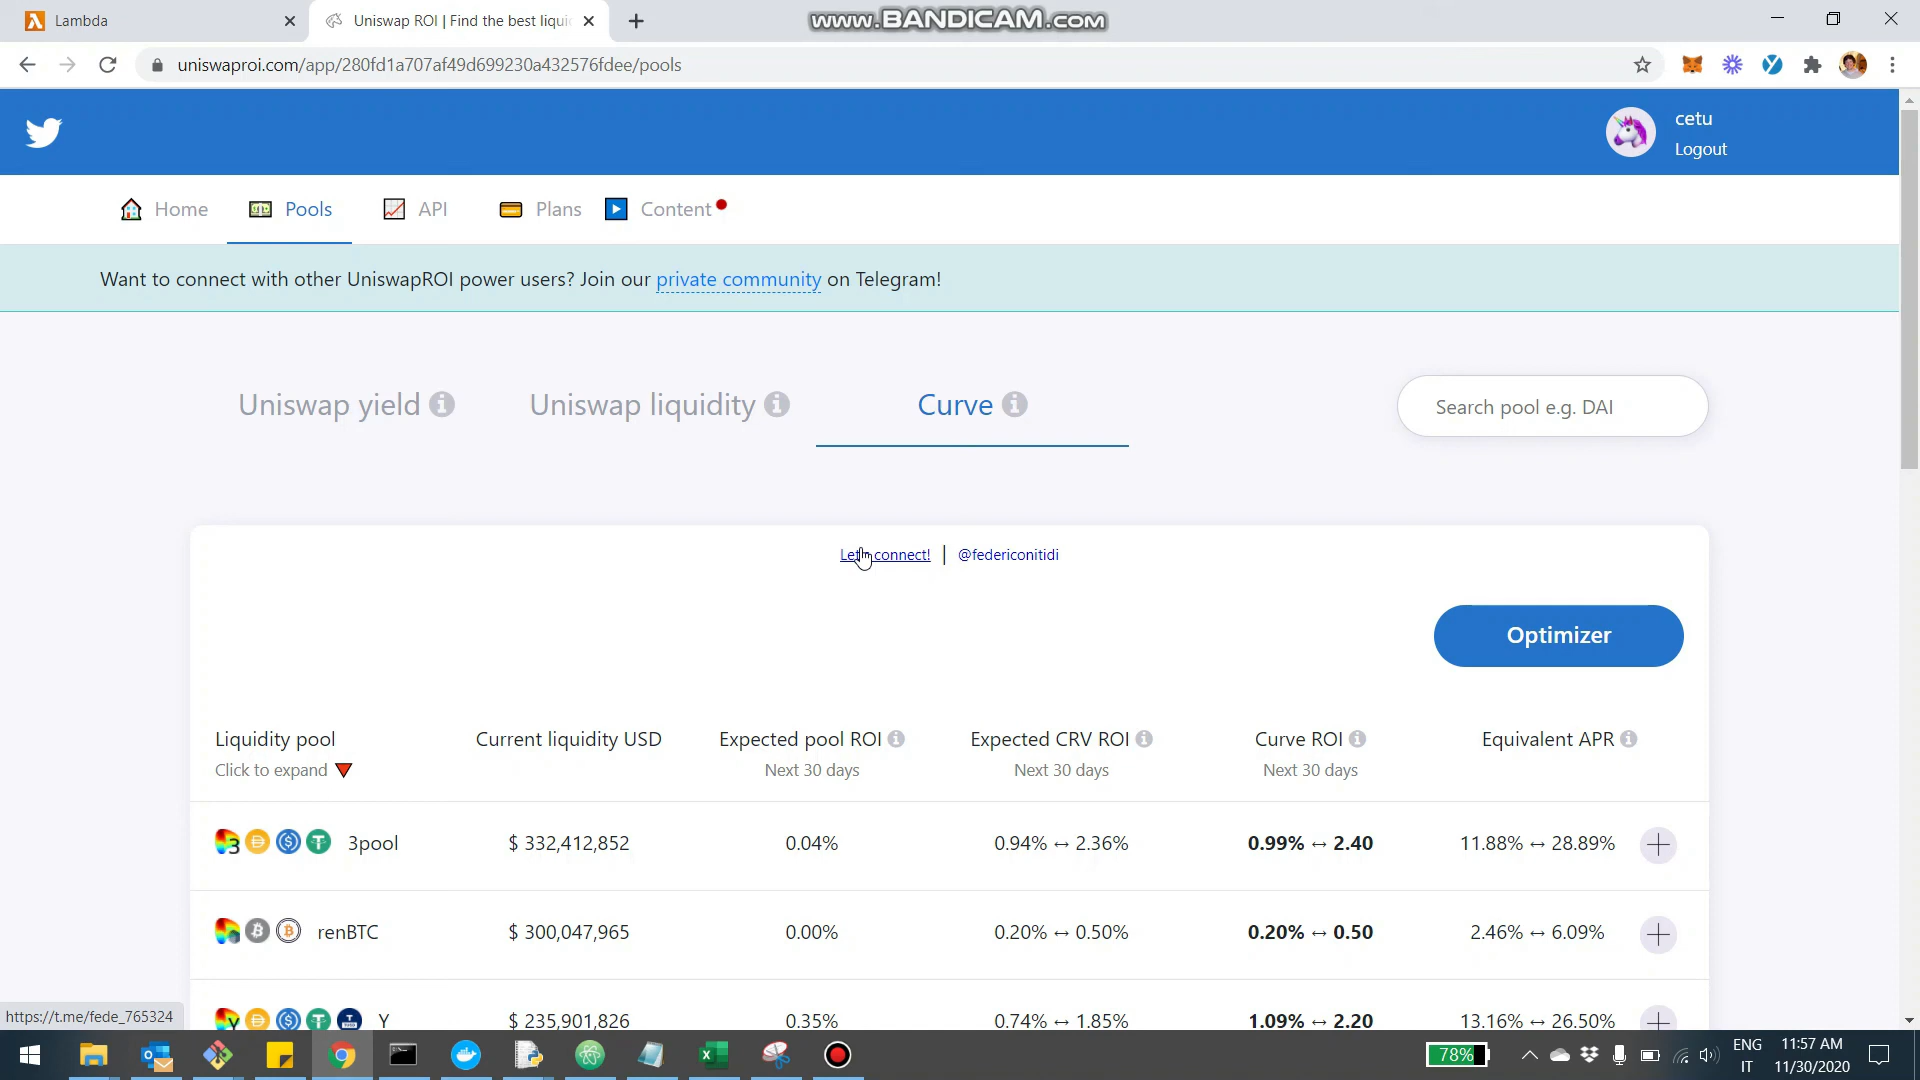 Lambda
Uniswap ROI | Find the best liqui
www.BANDICAM.com
uniswaproi.com/app/280fd1a707af49d699230a432576fdee/pools
cetu
Logout
Home
Pools
API
Plans
Content
Want to connect with other UniswapROI power users? Join our private community on Telegram!
Uniswap yield
Uniswap liquidity
Curve
Search pool e.g. DAI
Let's connect! | @federiconitidi
Optimizer
Liquidity pool
Click to expand
Current liquidity USD
Expected pool ROI
Next 30 days
Expected CRV ROI
Next 30 days
Curve ROI
Next 30 days
Equivalent APR
3pool $ 332,412,852 0.04% 0.94% ↔ 2.36% 0.99% ↔ 2.40 11.88% ↔ 28.89%
renBTC $ 300,047,965 0.00% 0.20% ↔ 0.50% 0.20% ↔ 0.50 2.46% ↔ 6.09%
Y $ 235,901,826 0.35% 0.74% ↔ 1.85% 1.09% ↔ 2.20 13.16% ↔ 26.50%
https://t.me/fede_765324
78%
ENG
IT
11:57 AM
11/30/2020